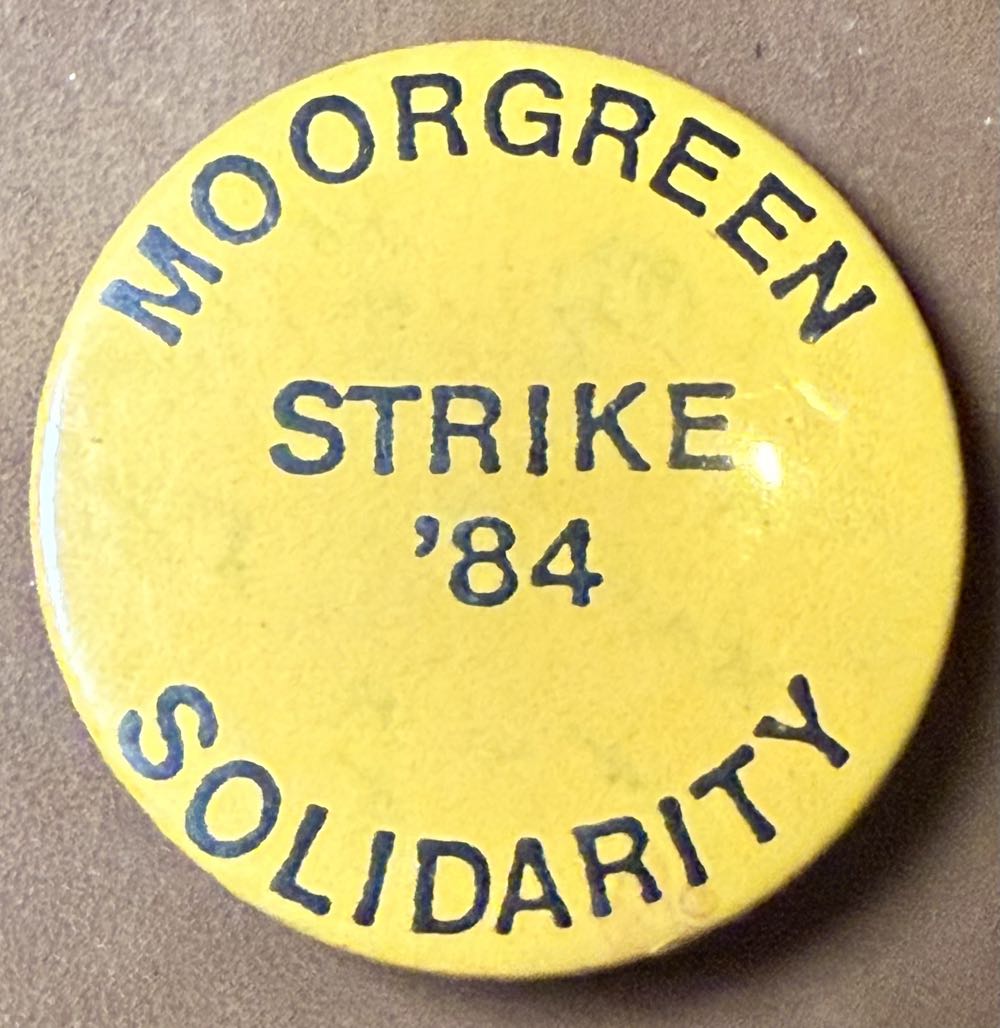 MOORGREEN
STRIKE
'84
SOLIDARITY